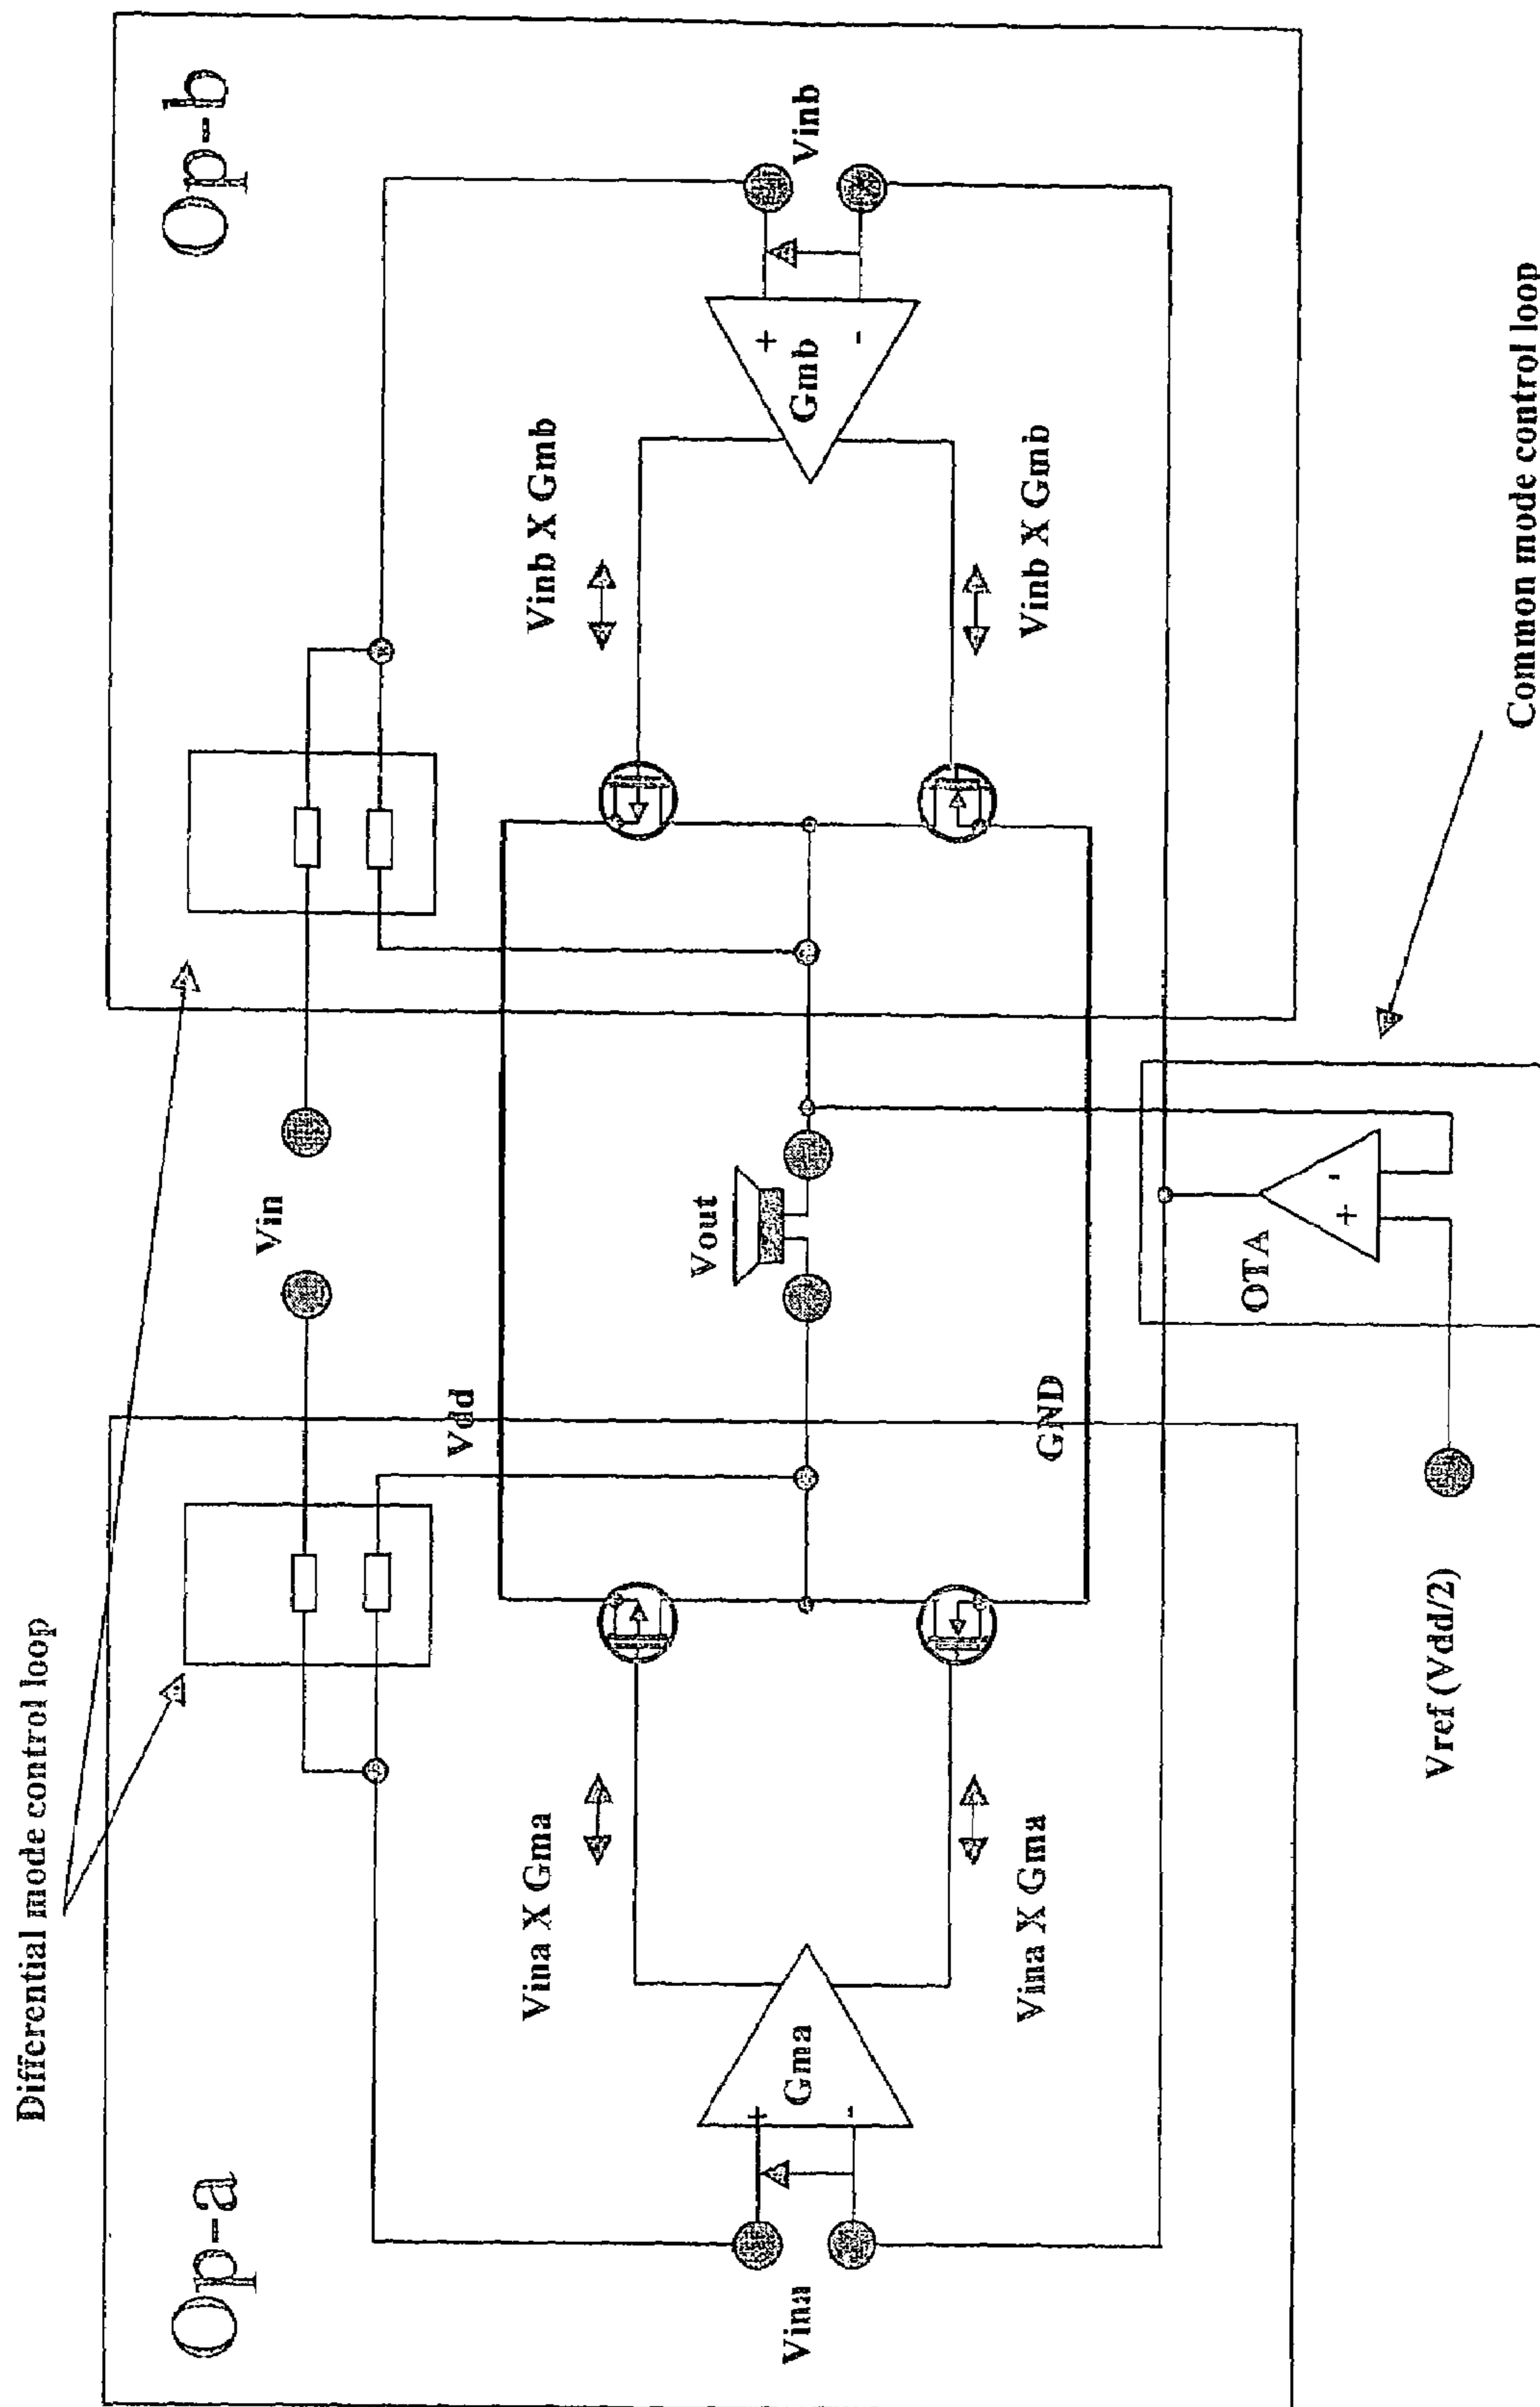 Differential mode control loop
Op-a
Op-b
Vin
Vdd
Vina X Gma
Vinb X Gmb
Vout
Vina
+
-
Gma
Gmb
+
-
Vinb
Vina X Gma
GND
Vinb X Gmb
OTA
+
-
Vref (Vdd/2)
Common mode control loop